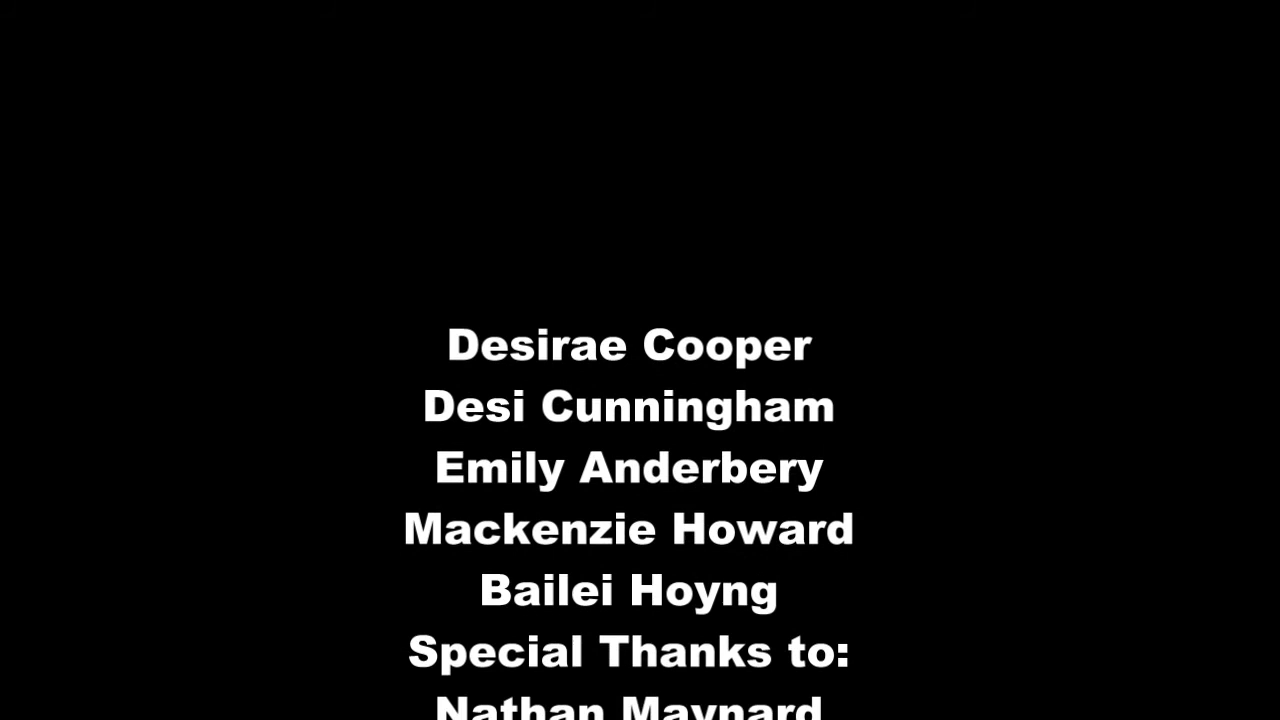 Desirae Cooper
Desi Cunningham
Emily Anderbery
Mackenzie Howard
Bailei Hoyng
Special Thanks to:
Nathan Maynard